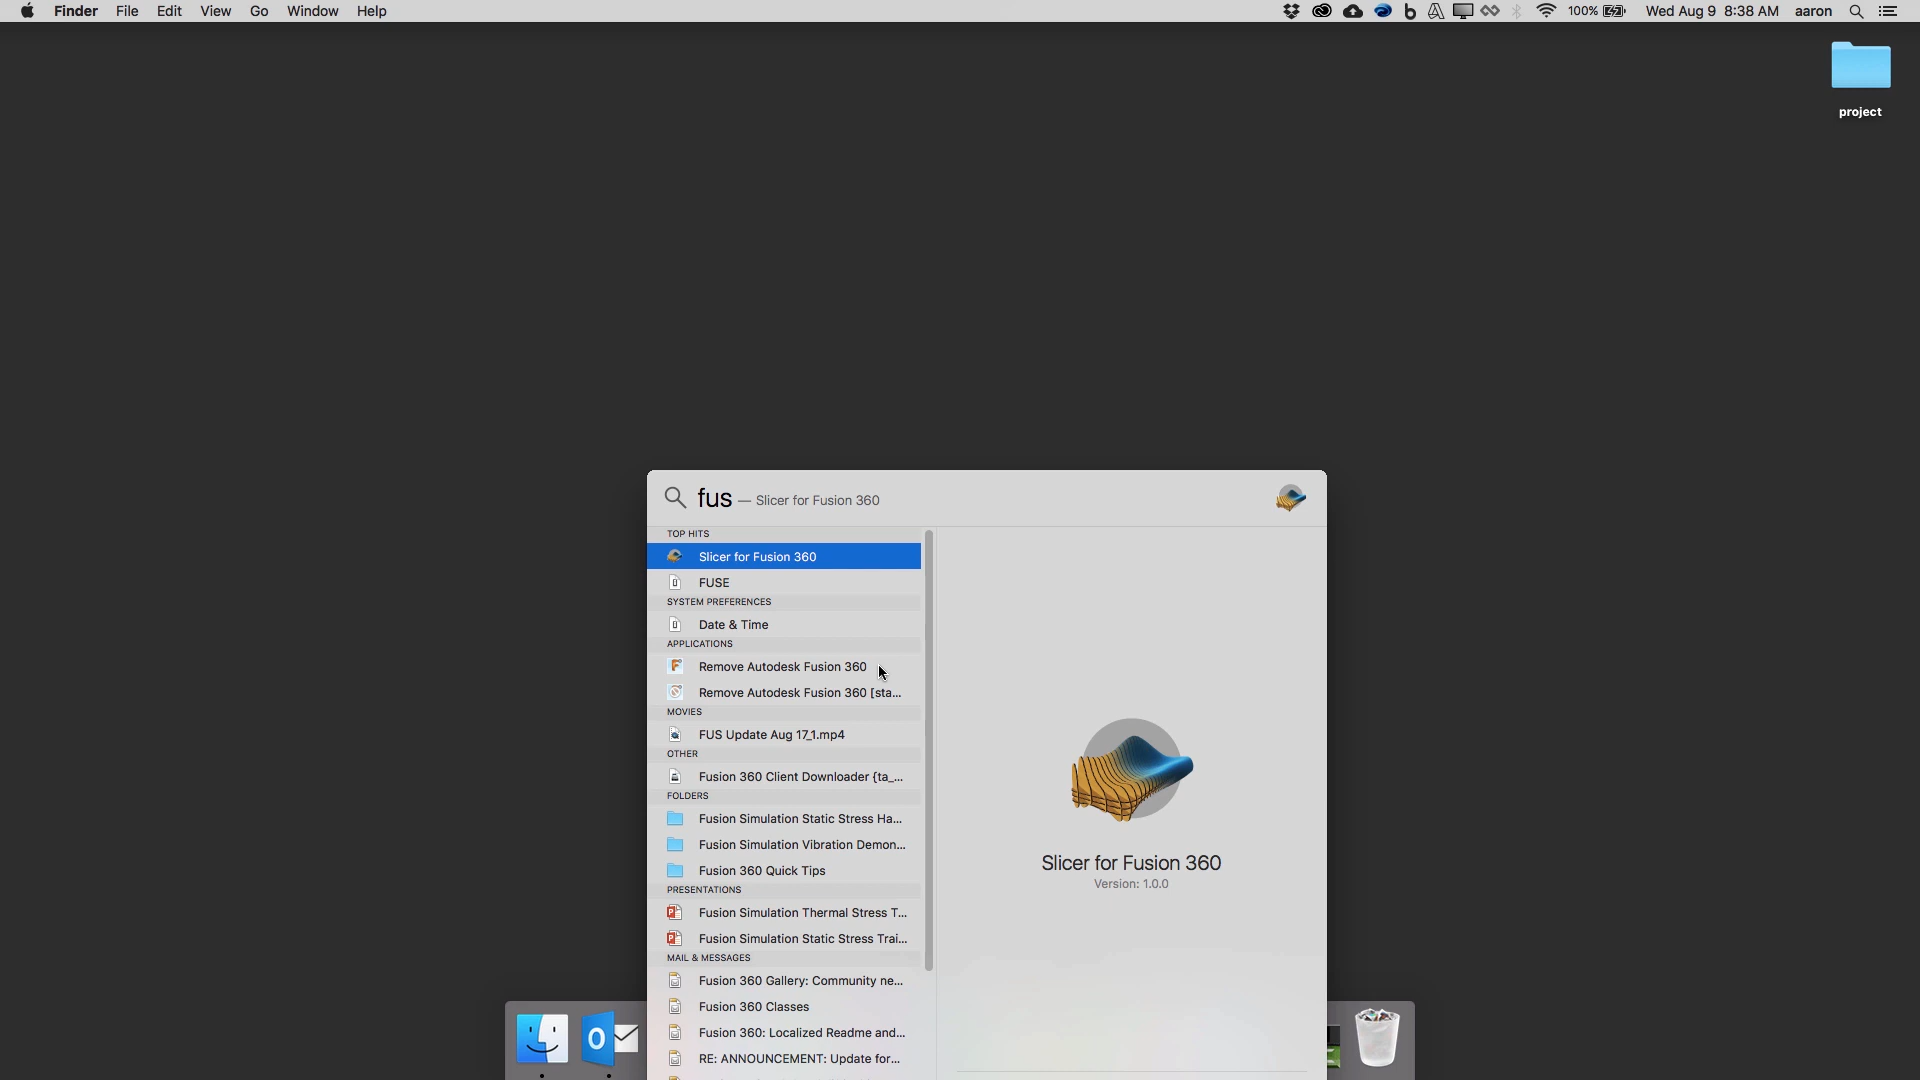 Finder File Edit View Go Window Help 100% Wed Aug 9 8:38 AM aaron
project
fus — Slicer for Fusion 360
TOP HITS
Slicer for Fusion 360
FUSE
SYSTEM PREFERENCES
Date & Time
APPLICATIONS
Remove Autodesk Fusion 360
Remove Autodesk Fusion 360 [sta...
MOVIES
FUS Update Aug 17_1.mp4
OTHER
Fusion 360 Client Downloader {ta_...
FOLDERS
Fusion Simulation Static Stress Ha...
Fusion Simulation Vibration Demon...
Fusion 360 Quick Tips
PRESENTATIONS
Fusion Simulation Thermal Stress T...
Fusion Simulation Static Stress Trai...
MAIL & MESSAGES
Fusion 360 Gallery: Community ne...
Fusion 360 Classes
Fusion 360: Localized Readme and...
RE: ANNOUNCEMENT: Update for...
Slicer for Fusion 360
Version: 1.0.0